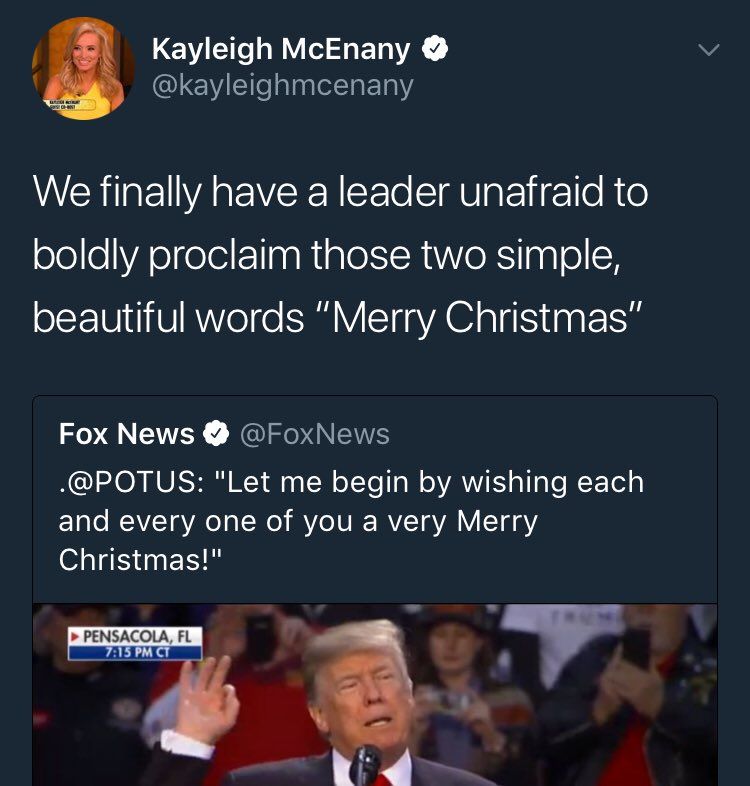 Kayleigh McEnany
@kayleighmcenany
We finally have a leader unafraid to
boldly proclaim those two simple,
beautiful words “Merry Christmas”
Fox News @FoxNews
.@POTUS: "Let me begin by wishing each
and every one of you a very Merry
Christmas!"
PENSACOLA, FL
7:15 PM CT